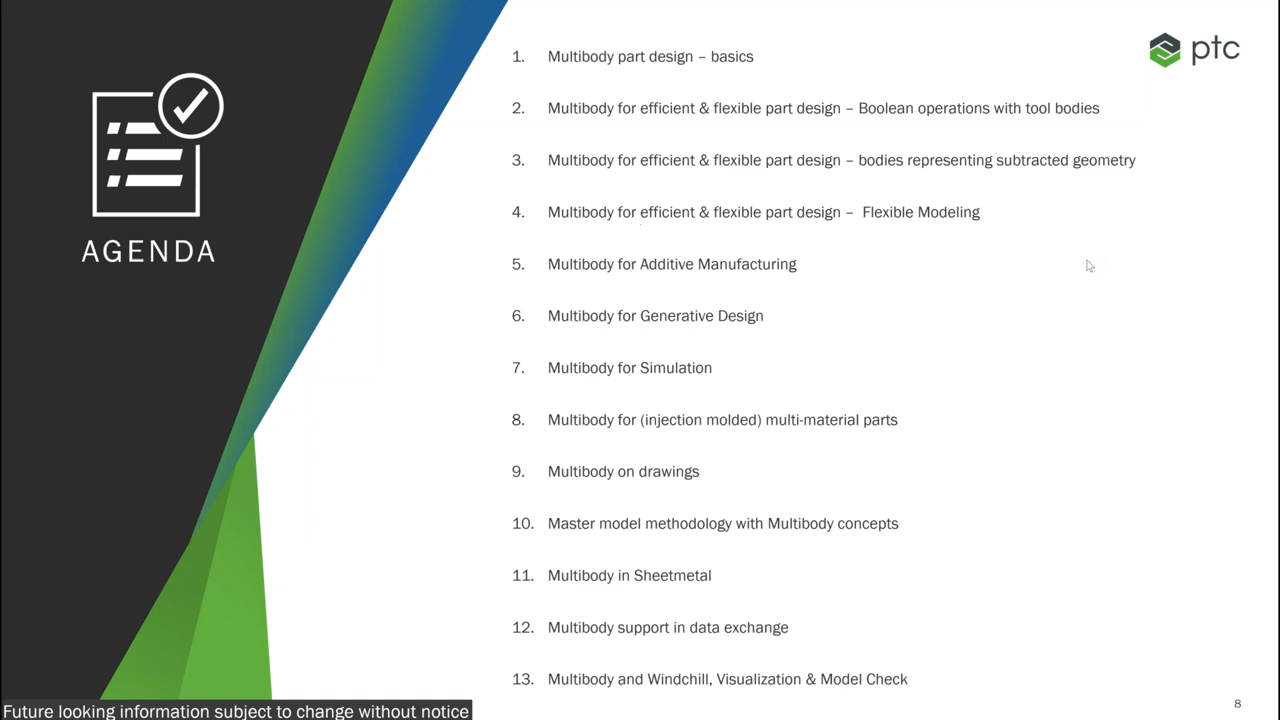 AGENDA
ptc
1. Multibody part design – basics
2. Multibody for efficient & flexible part design – Boolean operations with tool bodies
3. Multibody for efficient & flexible part design – bodies representing subtracted geometry
4. Multibody for efficient & flexible part design – Flexible Modeling
5. Multibody for Additive Manufacturing
6. Multibody for Generative Design
7. Multibody for Simulation
8. Multibody for (injection molded) multi-material parts
9. Multibody on drawings
10. Master model methodology with Multibody concepts
11. Multibody in Sheetmetal
12. Multibody support in data exchange
13. Multibody and Windchill, Visualization & Model Check
Future looking information subject to change without notice
8